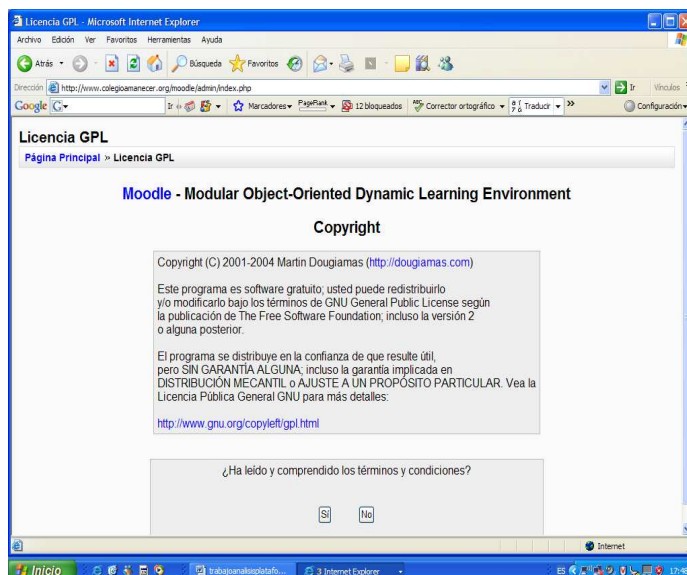 Licencia GPL - Microsoft Internet Explorer
Archivo Edición Ver Favoritos Herramientas Ayuda
Atrás Búsqueda Favoritos
Dirección http://www.colegioamanecer.org/moodle/admin/index.php Ir Vínculos
Google Ir Marcadores PageRank 12 bloqueados Corrector ortográfico Traducir » Configuración
Licencia GPL
Página Principal » Licencia GPL
Moodle - Modular Object-Oriented Dynamic Learning Environment
Copyright
Copyright (C) 2001-2004 Martin Dougiamas (http://dougiamas.com)
Este programa es software gratuito; usted puede redistribuirlo
y/o modificarlo bajo los términos de GNU General Public License según
la publicación de The Free Software Foundation; incluso la versión 2
o alguna posterior.
El programa se distribuye en la confianza de que resulte útil,
pero SIN GARANTÍA ALGUNA; incluso la garantía implicada en
DISTRIBUCIÓN MECANTIL o AJUSTE A UN PROPÓSITO PARTICULAR. Vea la
Licencia Pública General GNU para más detalles:
http://www.gnu.org/copyleft/gpl.html
¿Ha leído y comprendido los términos y condiciones?
Sí No
Internet
Inicio trabajoanalisisplatafo... 3 Internet Explorer ES 17:48